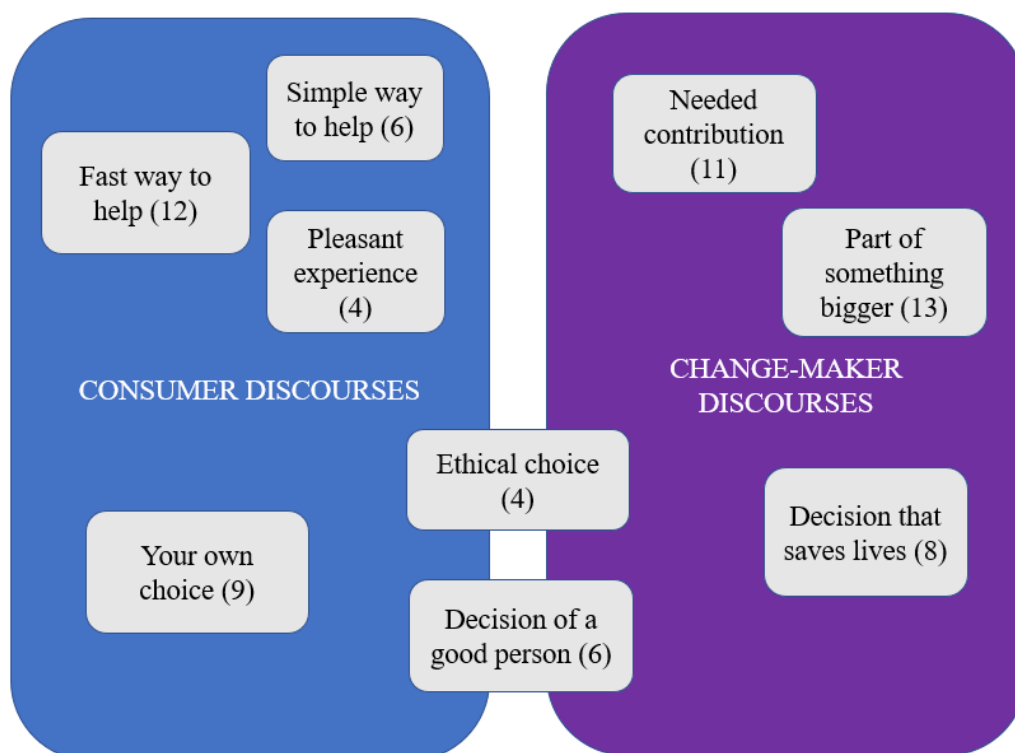 Simple way
to help (6)
Fast way to
help (12)
Pleasant
experience
(4)
CONSUMER DISCOURSES
Your own
choice (9)
Ethical choice
(4)
Decision of a
good person (6)
Needed
contribution
(11)
Part of
something
bigger (13)
CHANGE-MAKER
DISCOURSES
Decision that
saves lives (8)